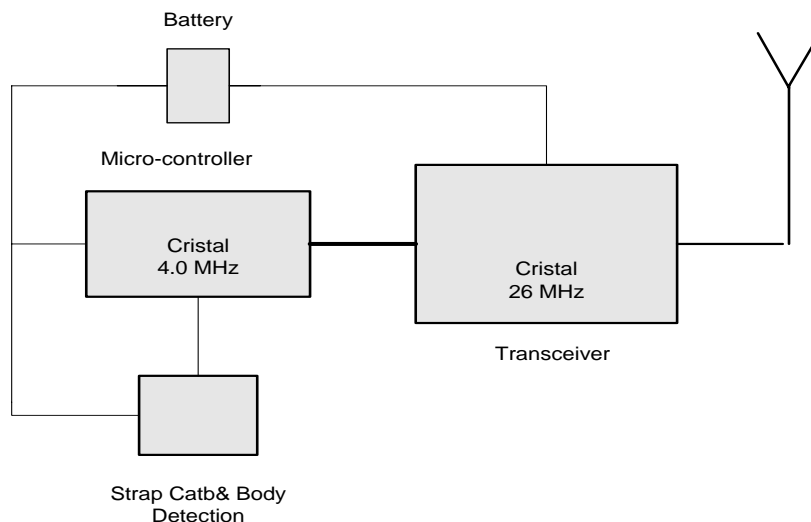 Battery
Micro-controller
Cristal
4.0 MHz
Cristal
26 MHz
Transceiver
Strap Catb& Body
Detection